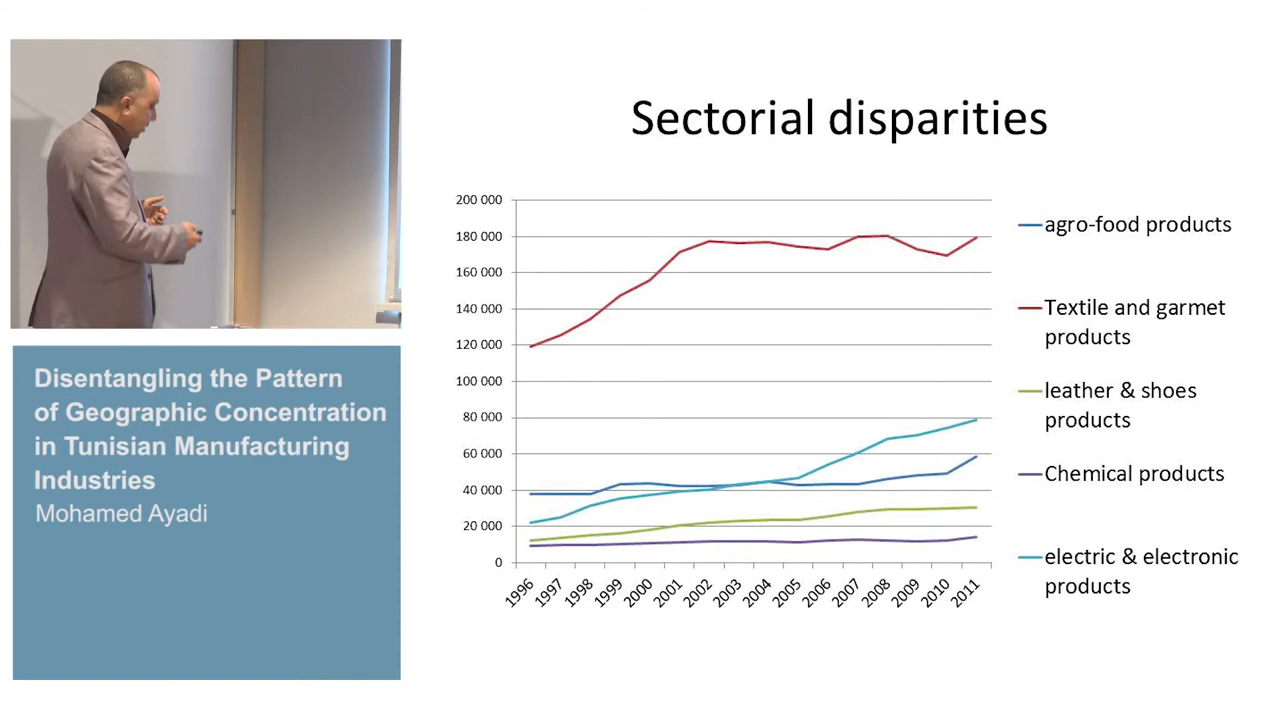 Sectorial disparities
200 000
180 000
160 000
140 000
120 000
100 000
80 000
60 000
40 000
20 000
0
1996
1997
1998
1999
2000
2001
2002
2003
2004
2005
2006
2007
2008
2009
2010
2011
agro-food products
Textile and garmet
products
leather & shoes
products
Chemical products
electric & electronic
products
Disentangling the Pattern
of Geographic Concentration
in Tunisian Manufacturing
Industries
Mohamed Ayadi